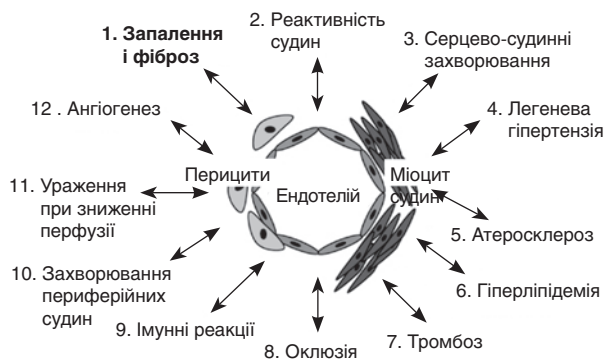 1. Запалення
і фіброз
2. Реактивність
судин
3. Серцево-судинні
захворювання
4. Легенева
гіпертензія
5. Атеросклероз
6. Гіперліпідемія
7. Тромбоз
8. Оклюзія
9. Імунні реакції
10. Захворювання
периферійних
судин
11. Ураження
при зниженні
перфузії
12 . Ангіогенез
Перицити
Ендотелій
Міоцит
судин